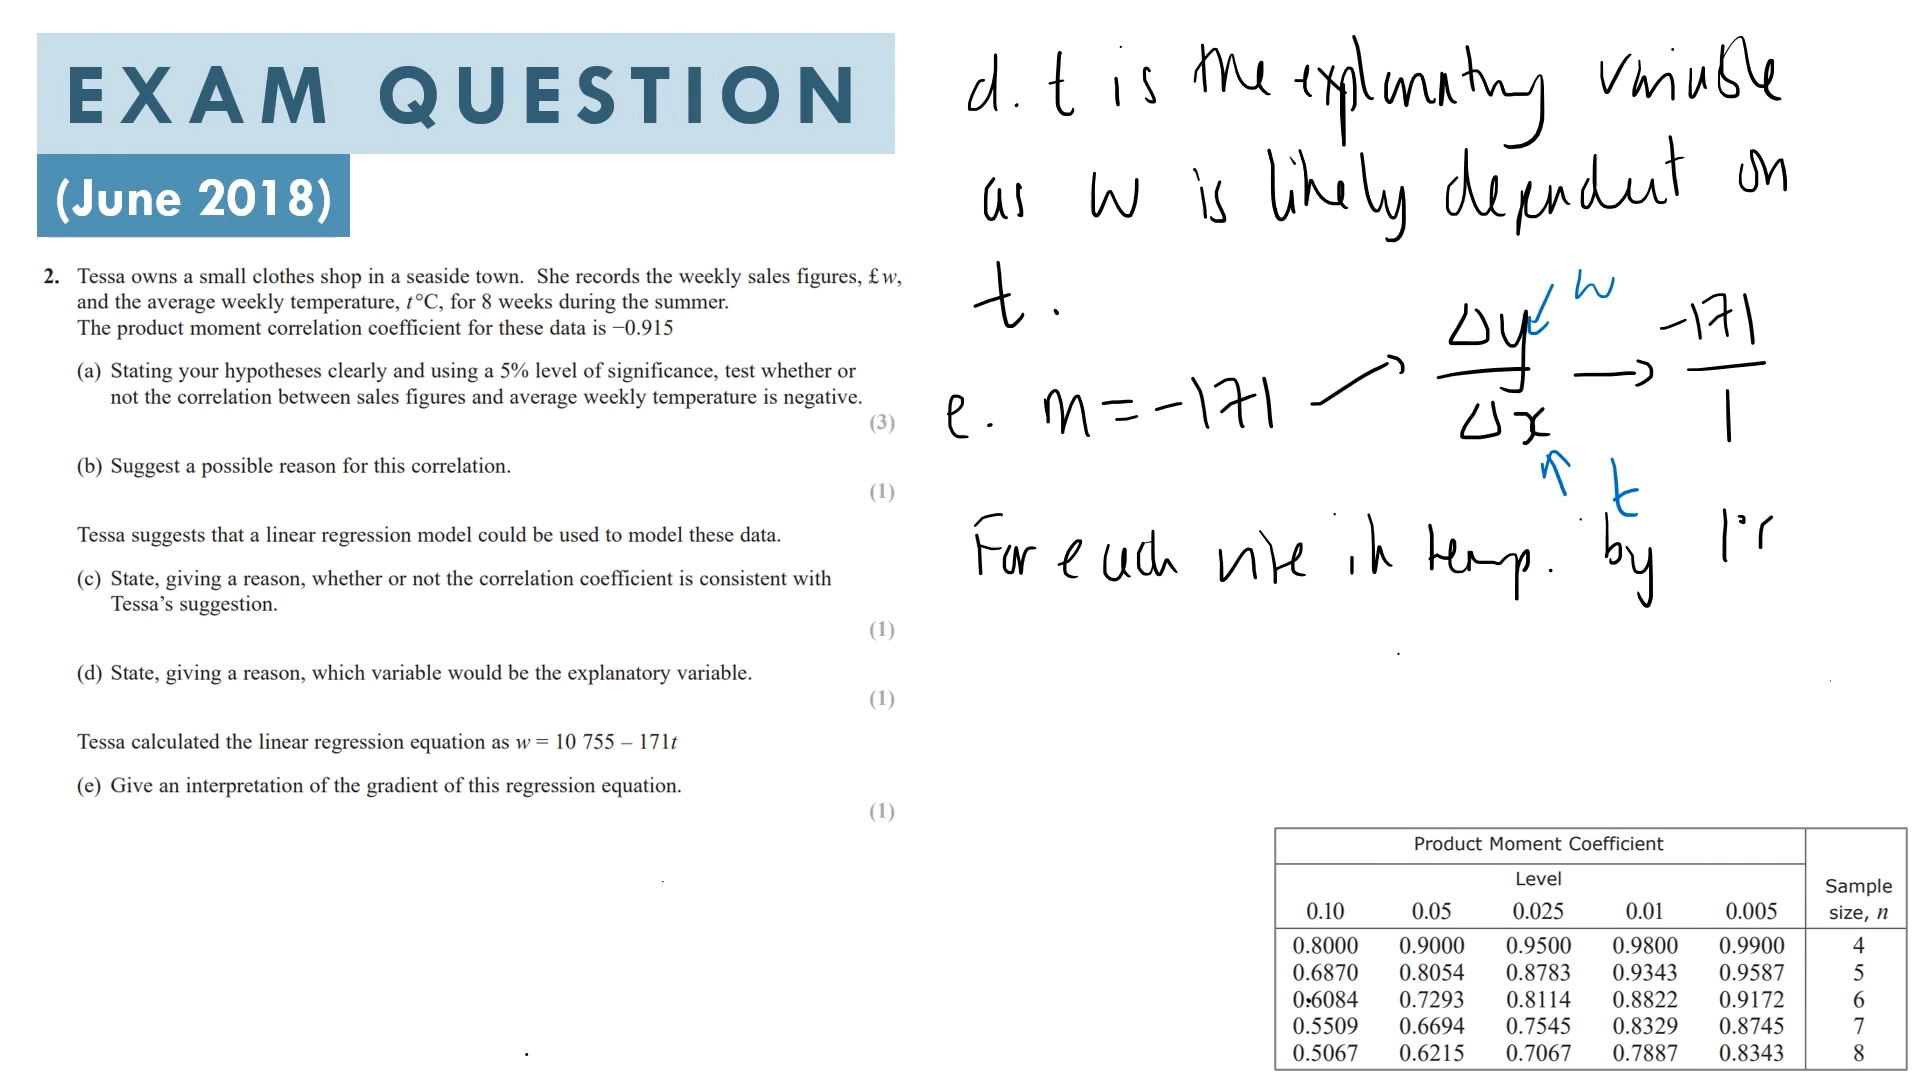 EXAM QUESTION
(June 2018)
2. Tessa owns a small clothes shop in a seaside town. She records the weekly sales figures, £w,
and the average weekly temperature, t°C, for 8 weeks during the summer.
The product moment correlation coefficient for these data is −0.915
(a) Stating your hypotheses clearly and using a 5% level of significance, test whether or
not the correlation between sales figures and average weekly temperature is negative.
(3)
(b) Suggest a possible reason for this correlation.
(1)
Tessa suggests that a linear regression model could be used to model these data.
(c) State, giving a reason, whether or not the correlation coefficient is consistent with
Tessa’s suggestion.
(1)
(d) State, giving a reason, which variable would be the explanatory variable.
(1)
Tessa calculated the linear regression equation as w = 10 755 – 171t
(e) Give an interpretation of the gradient of this regression equation.
(1)
d. t is the explanatory variable
as w is likely dependent on
t.
e. m = -171 → Δy/Δx → -171/1
w
t
For each rise in temp. by 1°C
Product Moment Coefficient
Level
Sample
size, n
0.10 0.05 0.025 0.01 0.005
0.8000 0.9000 0.9500 0.9800 0.9900 4
0.6870 0.8054 0.8783 0.9343 0.9587 5
0.6084 0.7293 0.8114 0.8822 0.9172 6
0.5509 0.6694 0.7545 0.8329 0.8745 7
0.5067 0.6215 0.7067 0.7887 0.8343 8